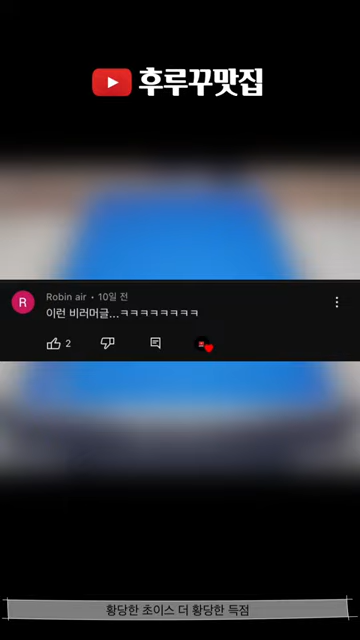 후루꾸맛집
R
Robin air • 10일 전
이런 비러머글...ㅋㅋㅋㅋㅋㅋㅋㅋ
2
황당한 초이스 더 황당한 득점